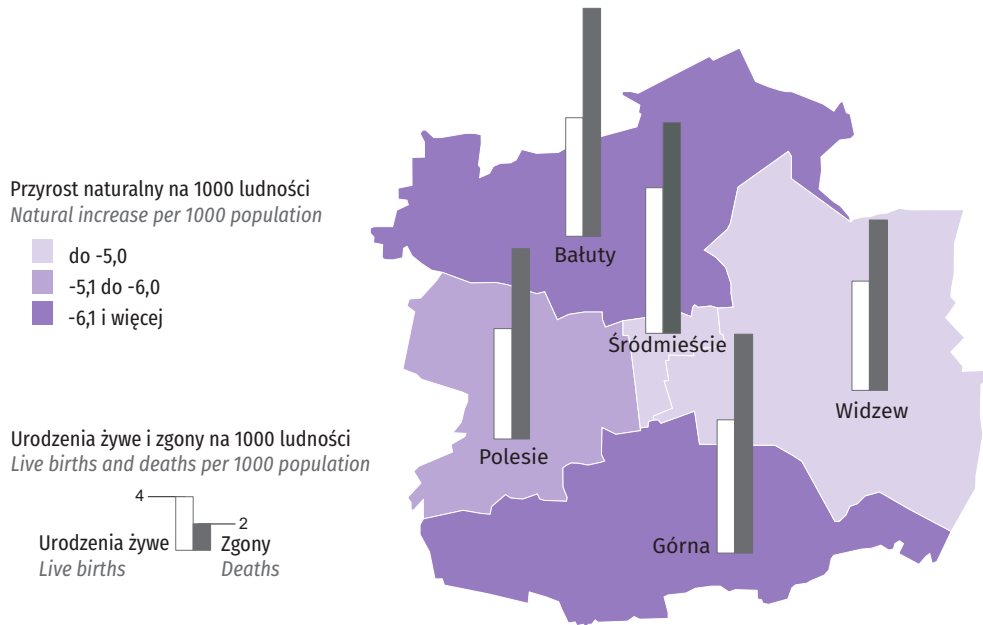 Przyrost naturalny na 1000 ludności
Natural increase per 1000 population
do -5,0
-5,1 do -6,0
-6,1 i więcej
Urodzenia żywe i zgony na 1000 ludności
Live births and deaths per 1000 population
4
2
Urodzenia żywe
Zgony
Live births
Deaths
Bałuty
Śródmieście
Widzew
Polesie
Górna